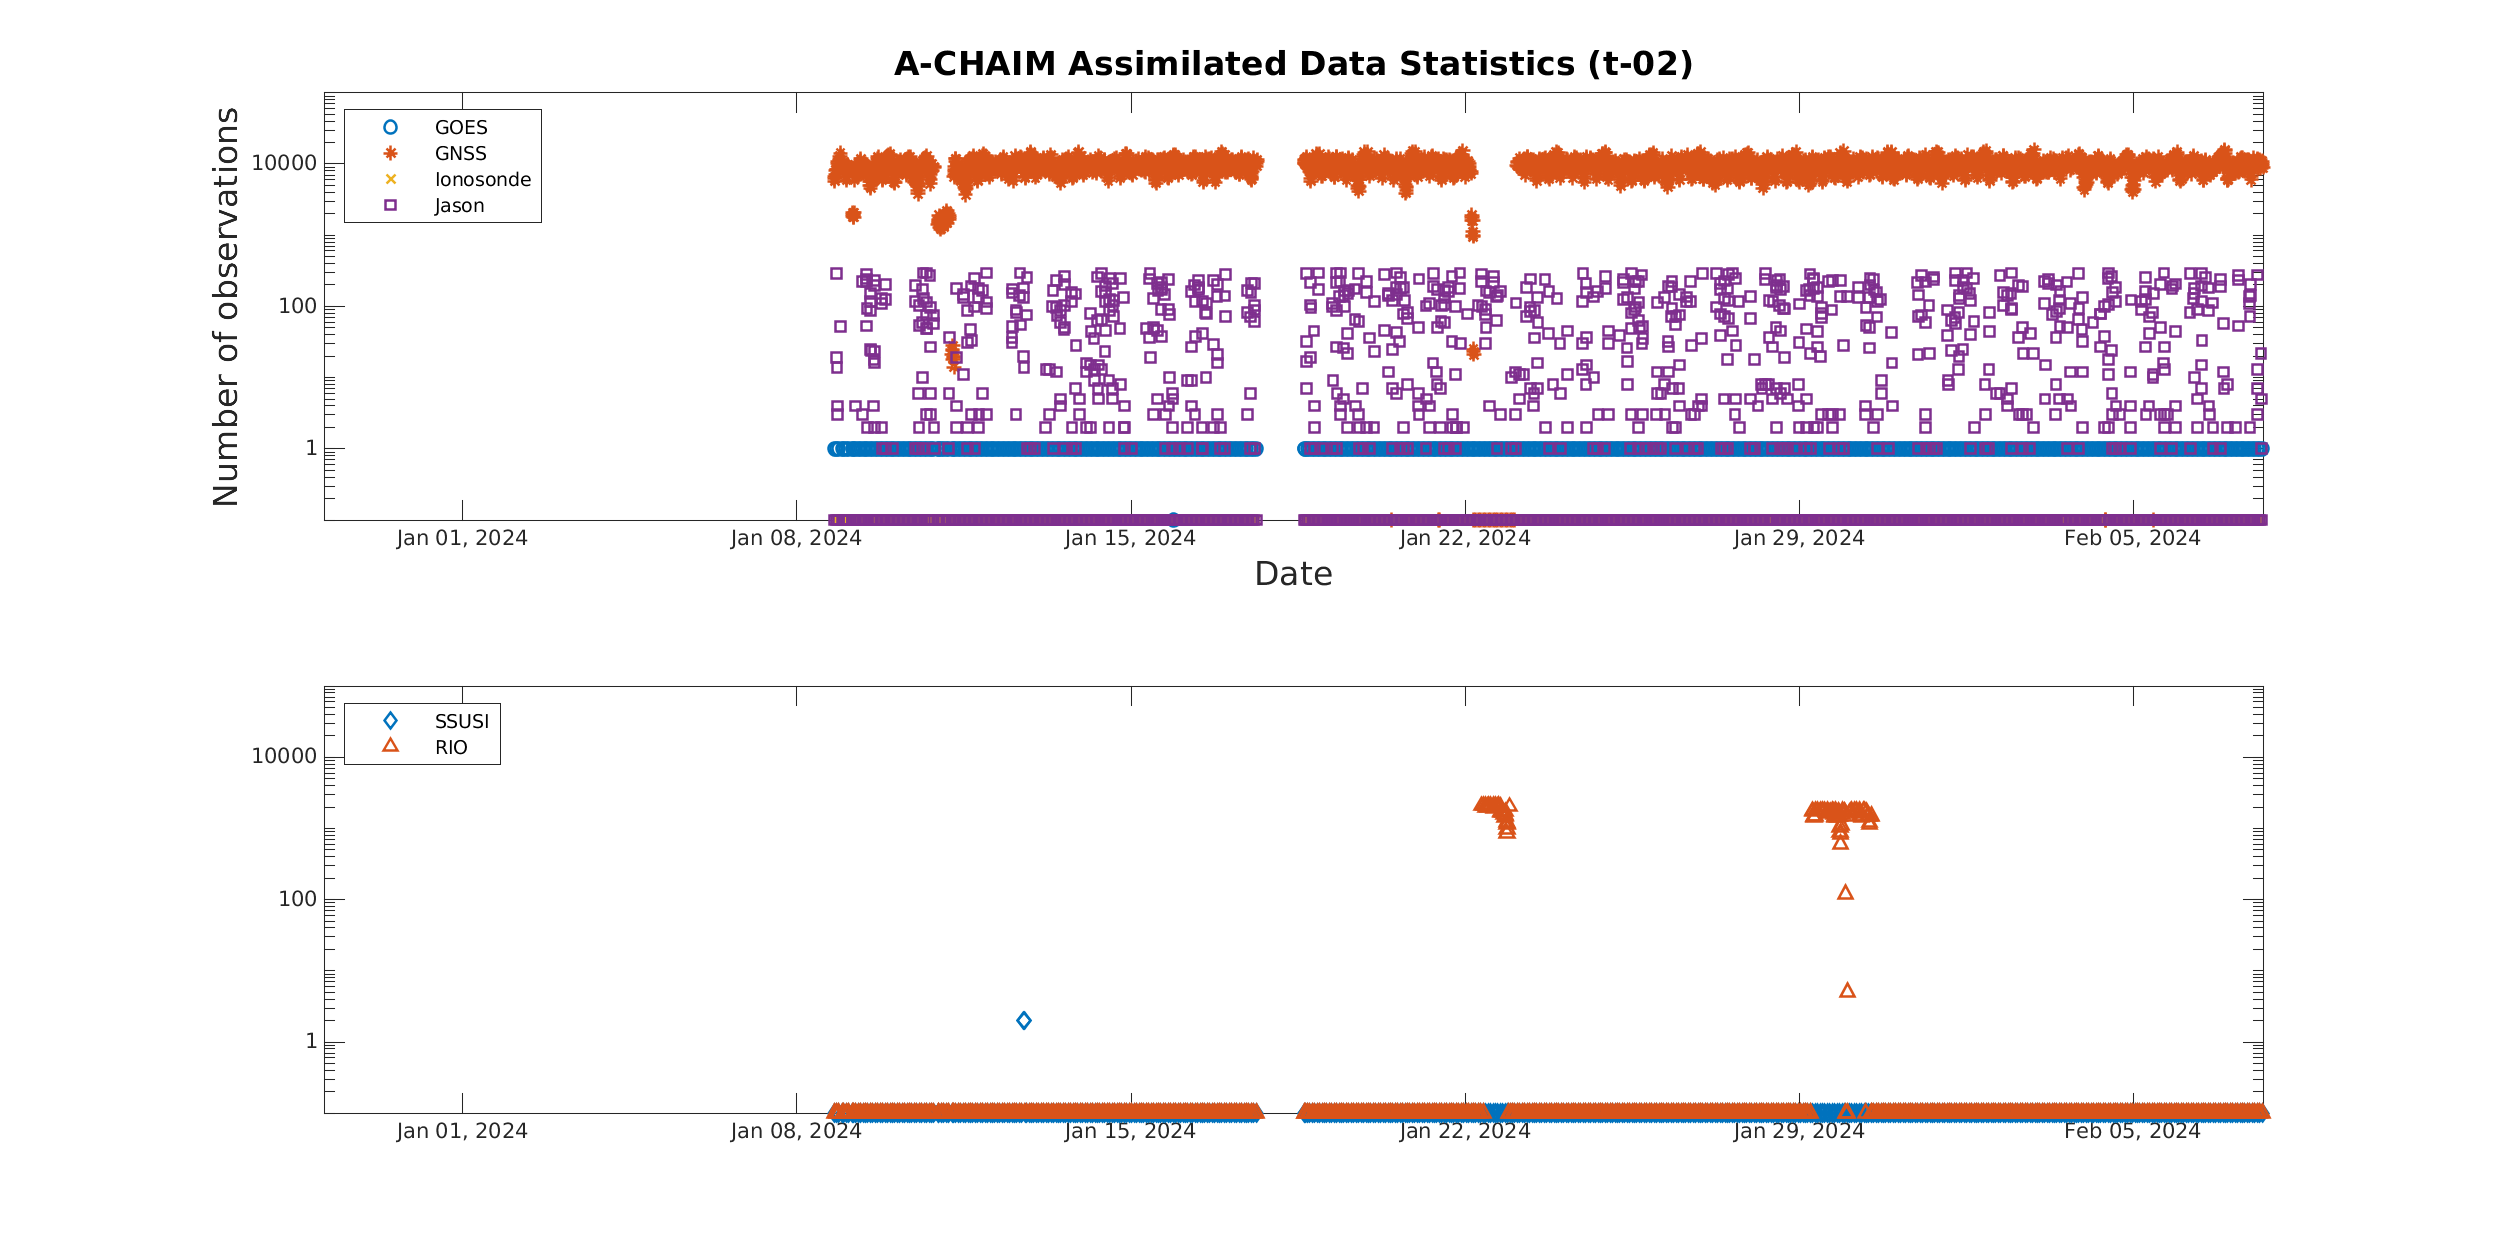 A-CHAIM Assimilated Data Statistics (t-02)
Number of observations
GOES
GNSS
Ionosonde
Jason
10000
100
1
Jan 01, 2024
Jan 08, 2024
Jan 15, 2024
Jan 22, 2024
Jan 29, 2024
Feb 05, 2024
Date
SSUSI
RIO
10000
100
1
Jan 01, 2024
Jan 08, 2024
Jan 15, 2024
Jan 22, 2024
Jan 29, 2024
Feb 05, 2024